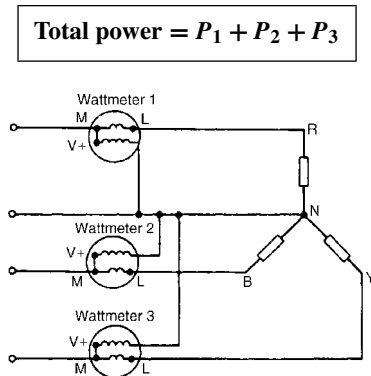 Total power = P1 + P2 + P3
Wattmeter 1
M L
R
V+
N
Wattmeter 2
V+
M L
B Y
Wattmeter 3
V+
M L